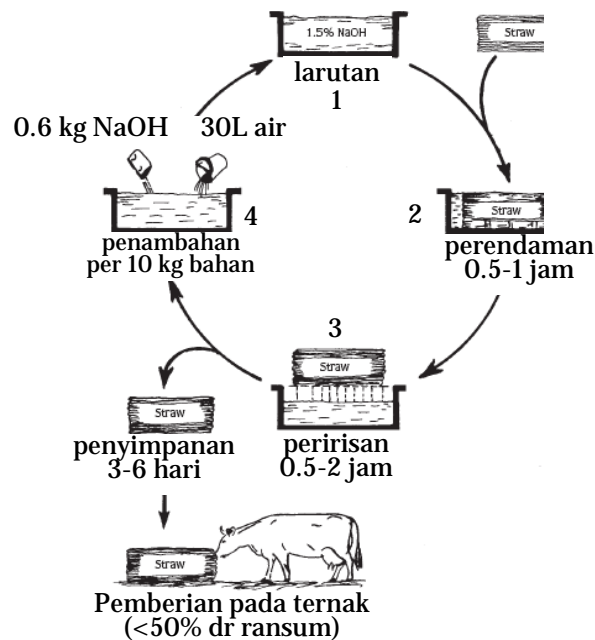 1.5% NaOH
larutan
1
Straw
0.6 kg NaOH 30L air
4
penambahan
per 10 kg bahan
2
Straw
perendaman
0.5-1 jam
3
Straw
peririsan
0.5-2 jam
Straw
penyimpanan
3-6 hari
Straw
Pemberian pada ternak
(<50% dr ransum)